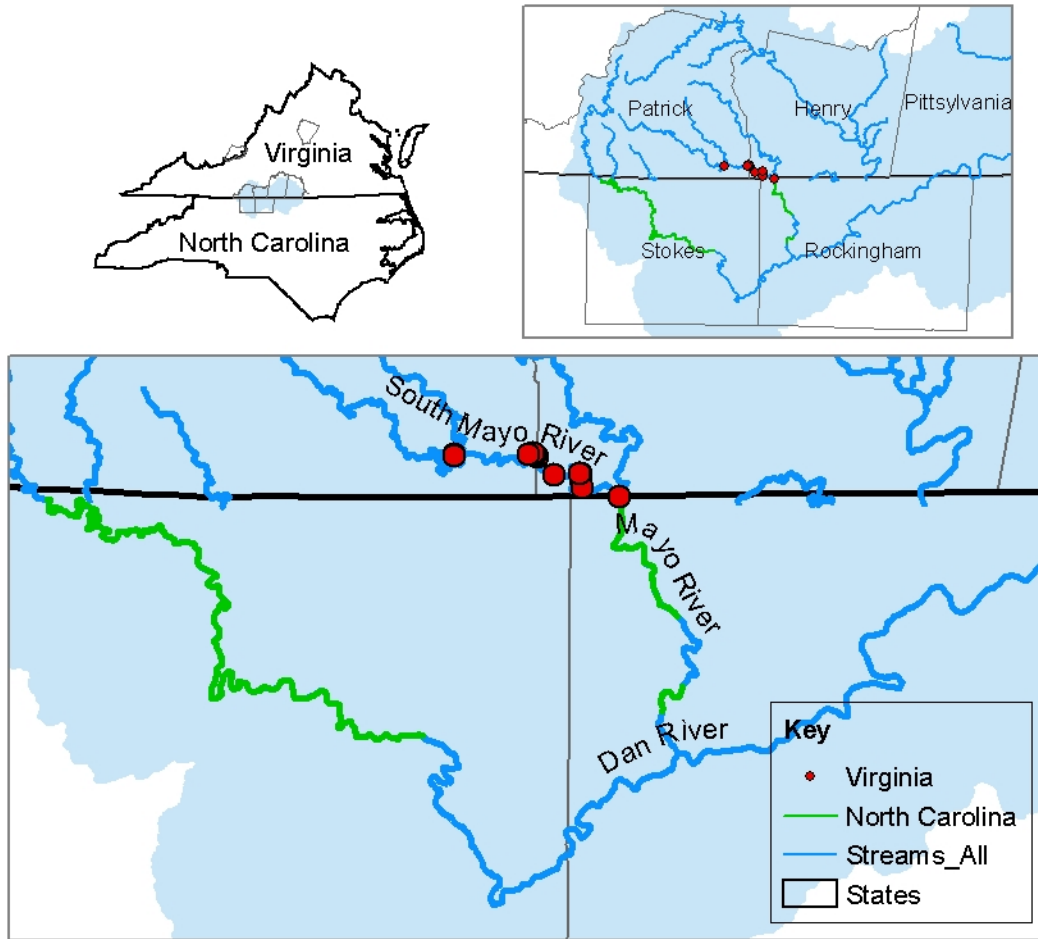 Virginia
North Carolina
Patrick
Henry
Pittsylvania
Stokes
Rockingham
South Mayo River
Mayo River
Dan River
Key
Virginia
North Carolina
Streams_All
States